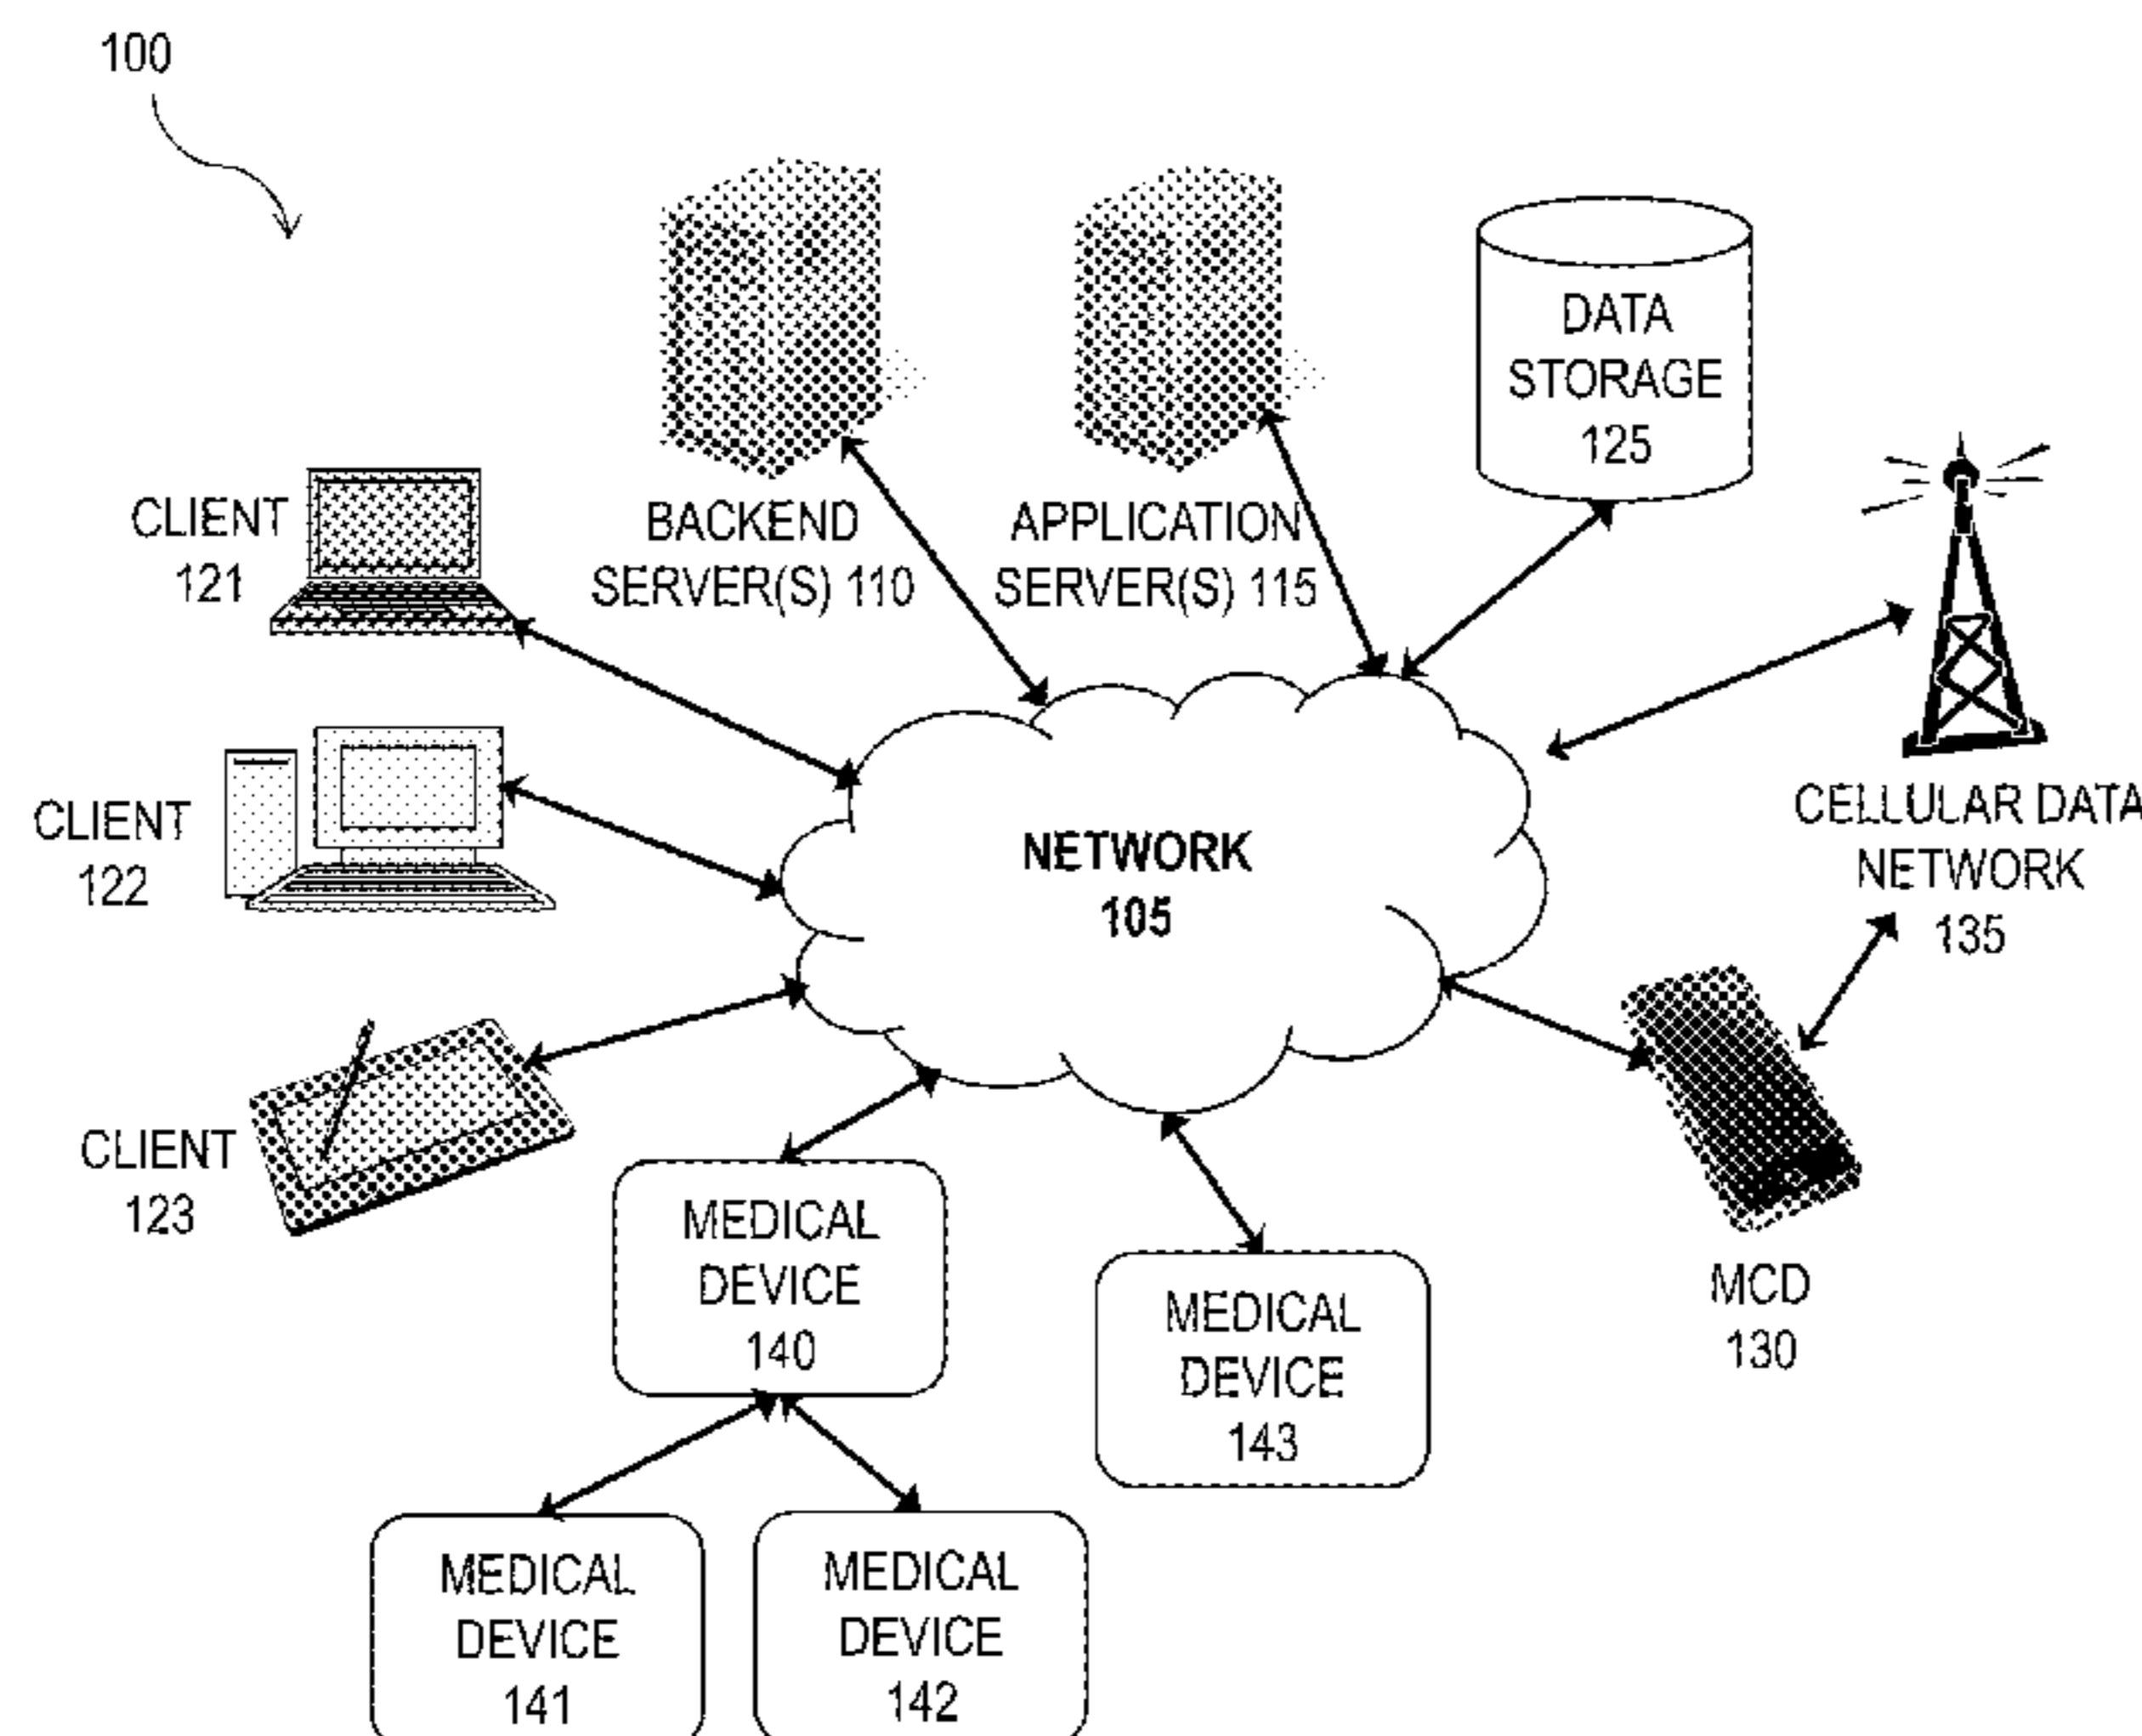 100
DATA
STORAGE
125
CLIENT
121
BACKEND
SERVER(S) 110
APPLICATION
SERVER(S) 115
CLIENT
122
NETWORK
105
CELLULAR DATA
NETWORK
135
CLIENT
123
MEDICAL
DEVICE
140
MEDICAL
DEVICE
143
MCD
130
MEDICAL
DEVICE
141
MEDICAL
DEVICE
142